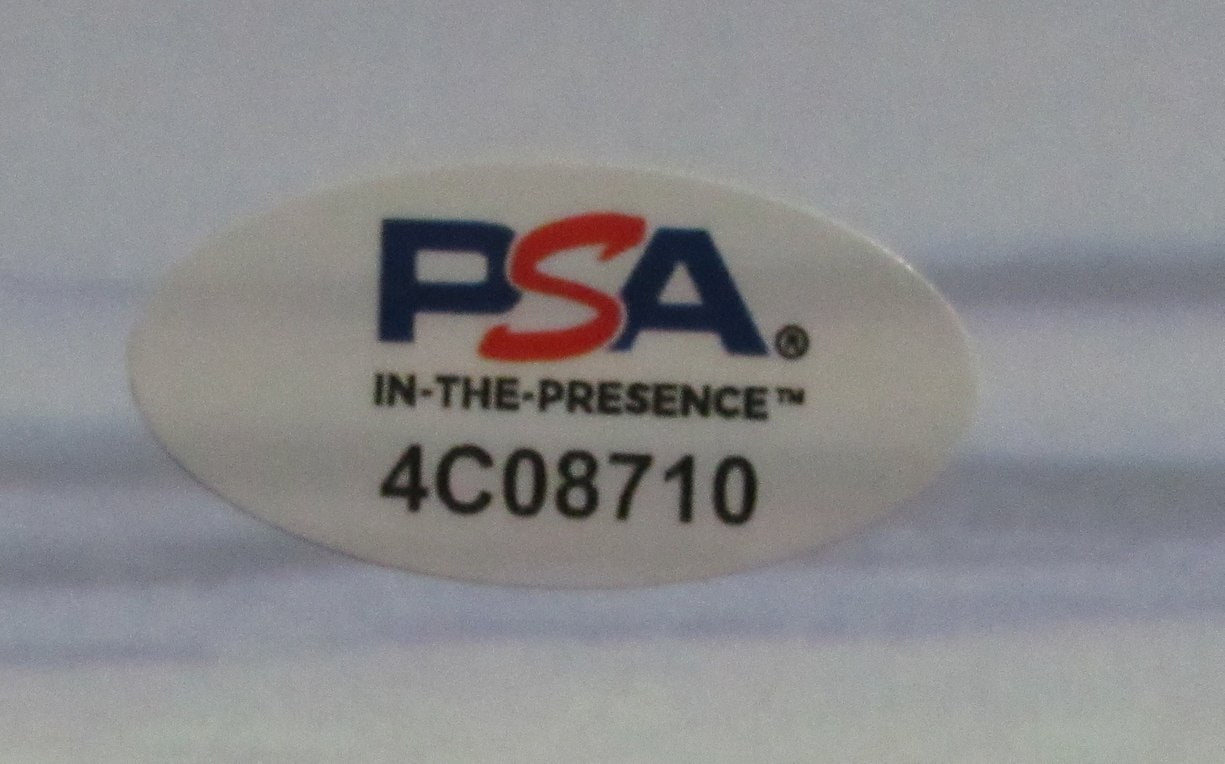 PSA®
IN-THE-PRESENCE™
4C08710